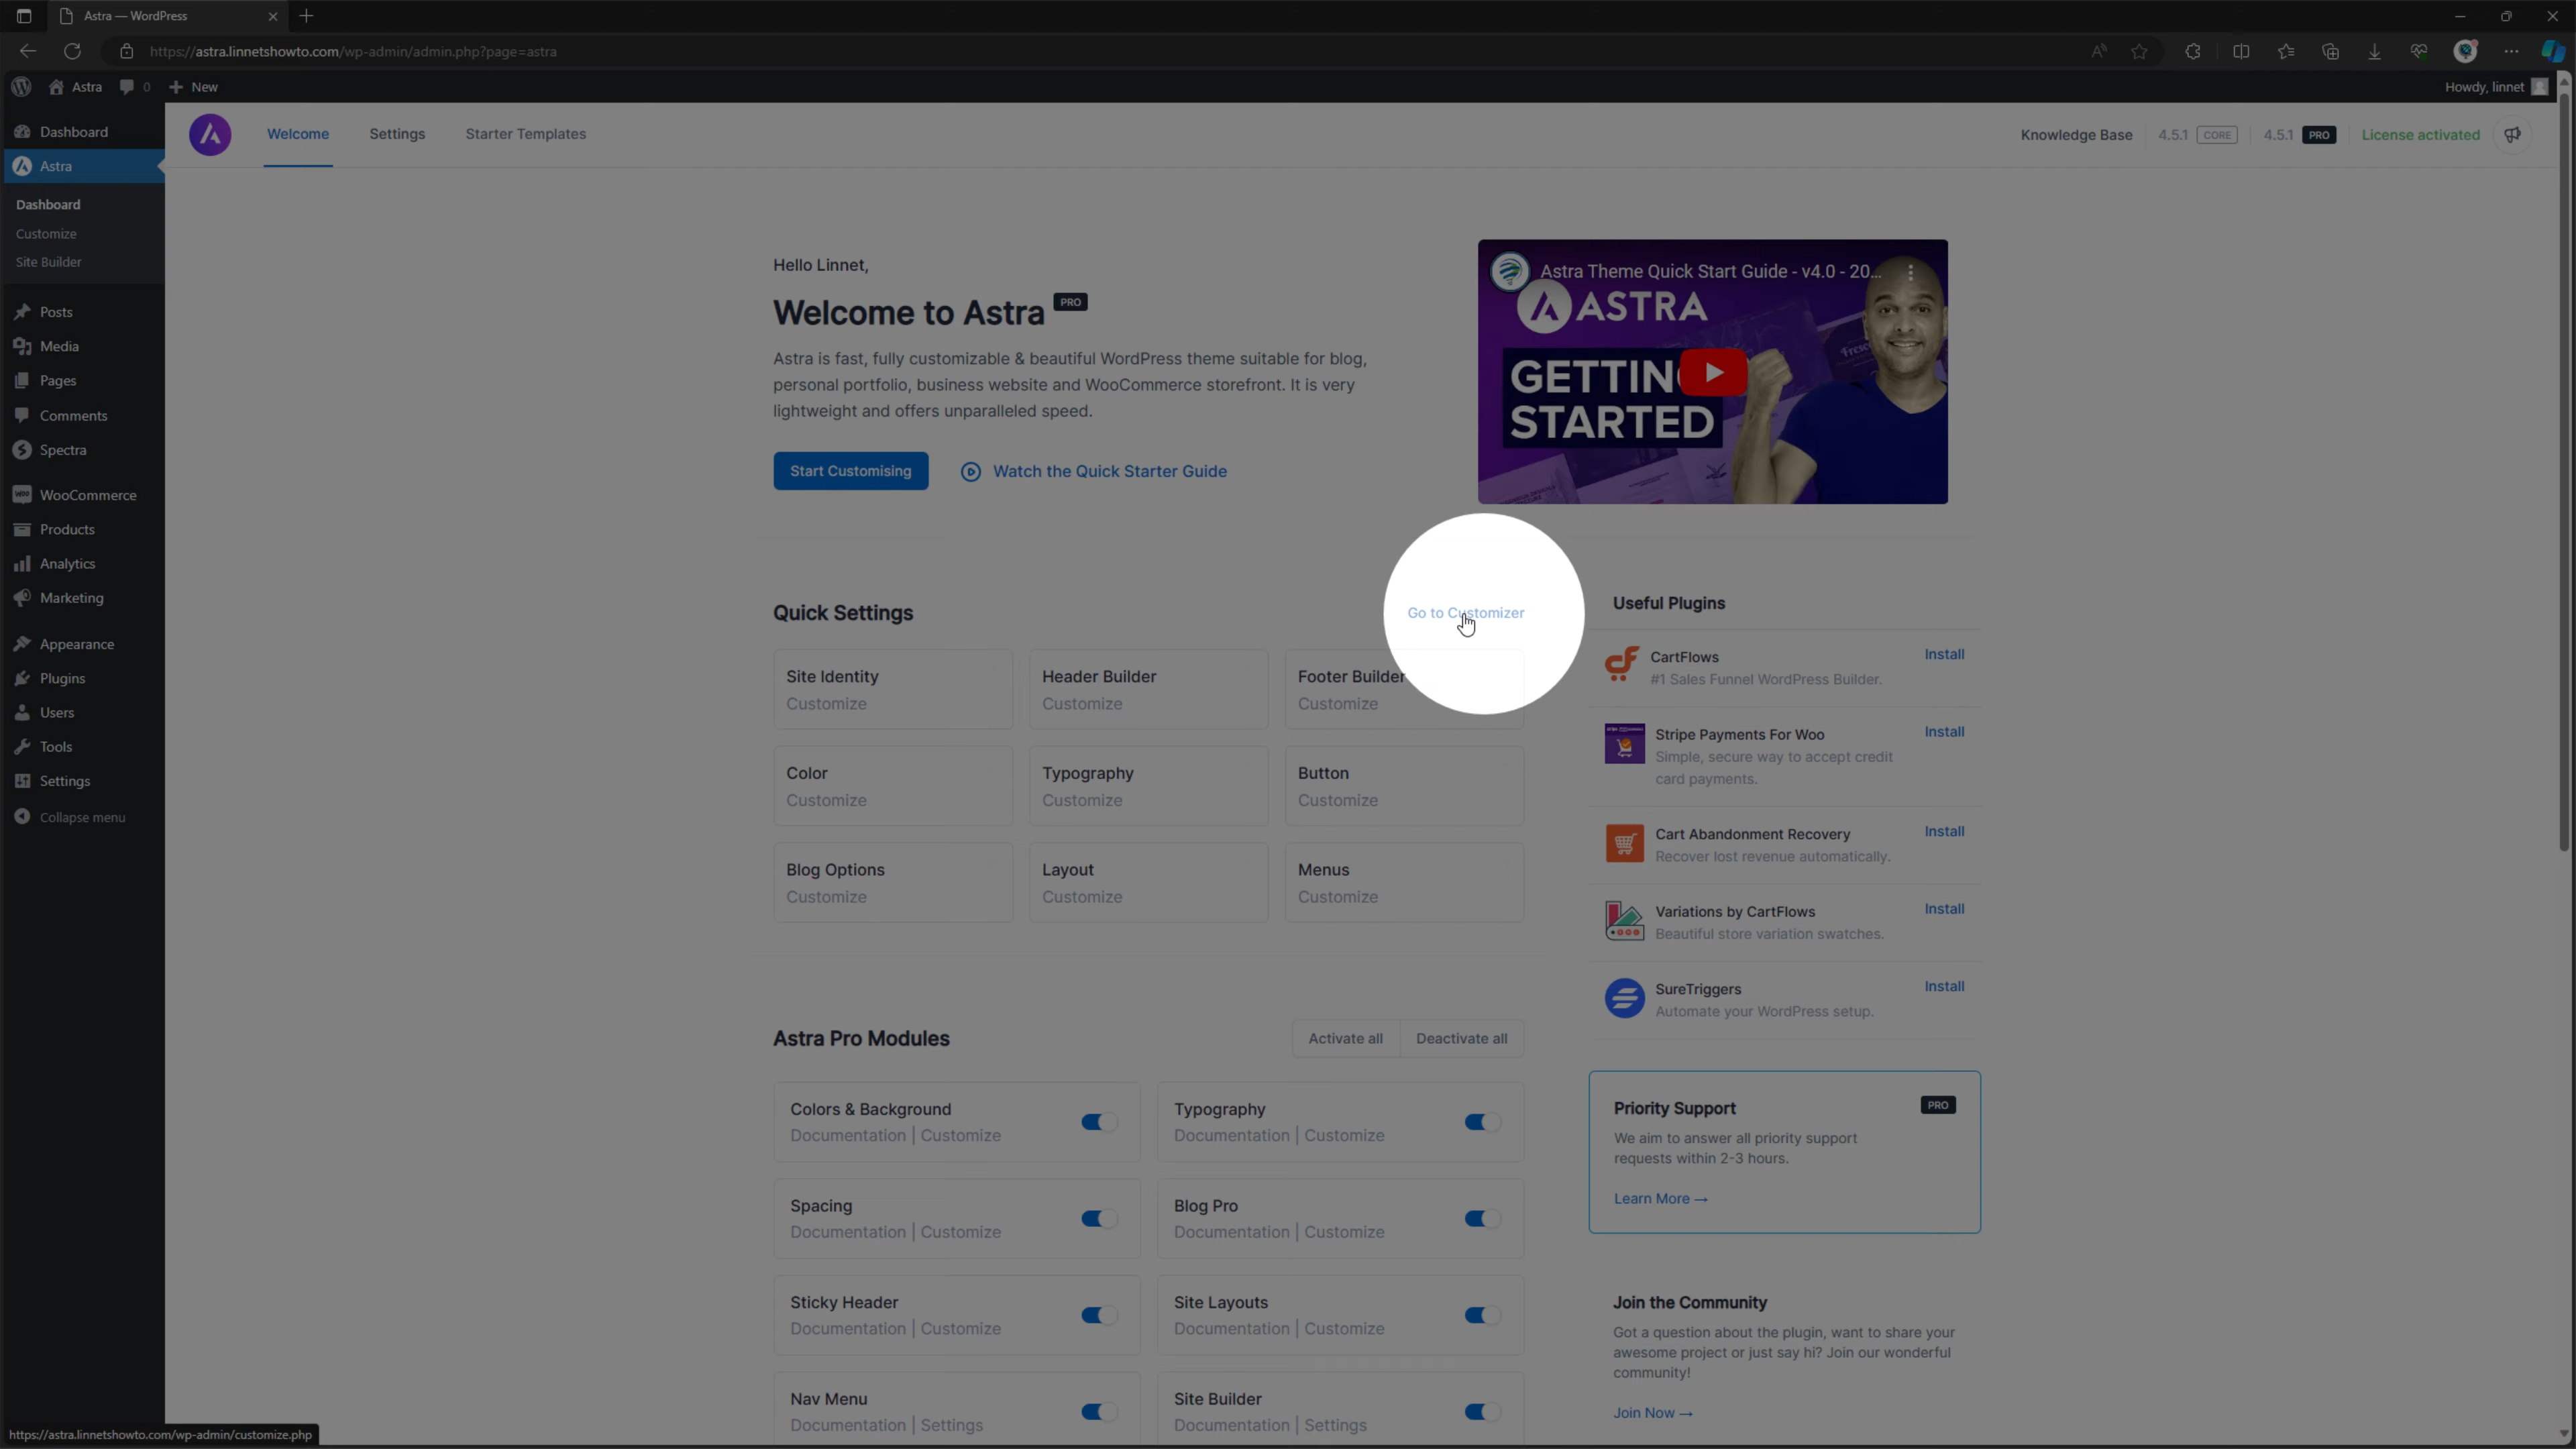 Astra — WordPress
https://astra.linnetshowto.com/wp-admin/admin.php?page=astra
Astra
0
New
Howdy, linnet
Dashboard
Astra
Dashboard
Customize
Site Builder
Posts
Media
Pages
Comments
Spectra
WooCommerce
Products
Analytics
Marketing
Appearance
Plugins
Users
Tools
Settings
Collapse menu
Welcome
Settings
Starter Templates
Knowledge Base
4.5.1 CORE
4.5.1 PRO
License activated
Hello Linnet,
Welcome to Astra PRO
Astra is fast, fully customizable & beautiful WordPress theme suitable for blog,
personal portfolio, business website and WooCommerce storefront. It is very
lightweight and offers unparalleled speed.
Start Customising
Watch the Quick Starter Guide
Astra Theme Quick Start Guide - v4.0 - 20...
ASTRA
GETTIN
STARTED
Quick Settings
Go to Customizer
Site Identity
Customize
Header Builder
Customize
Footer Builder
Customize
Color
Customize
Typography
Customize
Button
Customize
Blog Options
Customize
Layout
Customize
Menus
Customize
Useful Plugins
CartFlows
Install
#1 Sales Funnel WordPress Builder.
Stripe Payments For Woo
Install
Simple, secure way to accept credit
card payments.
Cart Abandonment Recovery
Install
Recover lost revenue automatically.
Variations by CartFlows
Install
Beautiful store variation swatches.
SureTriggers
Install
Automate your WordPress setup.
Astra Pro Modules
Activate all
Deactivate all
Colors & Background
Documentation | Customize
Typography
Documentation | Customize
Spacing
Documentation | Customize
Blog Pro
Documentation | Customize
Sticky Header
Documentation | Customize
Site Layouts
Documentation | Customize
Nav Menu
Documentation | Settings
Site Builder
Documentation | Settings
Priority Support
PRO
We aim to answer all priority support
requests within 2-3 hours.
Learn More →
Join the Community
Got a question about the plugin, want to share your
awesome project or just say hi? Join our wonderful
community!
Join Now →
https://astra.linnetshowto.com/wp-admin/customize.php